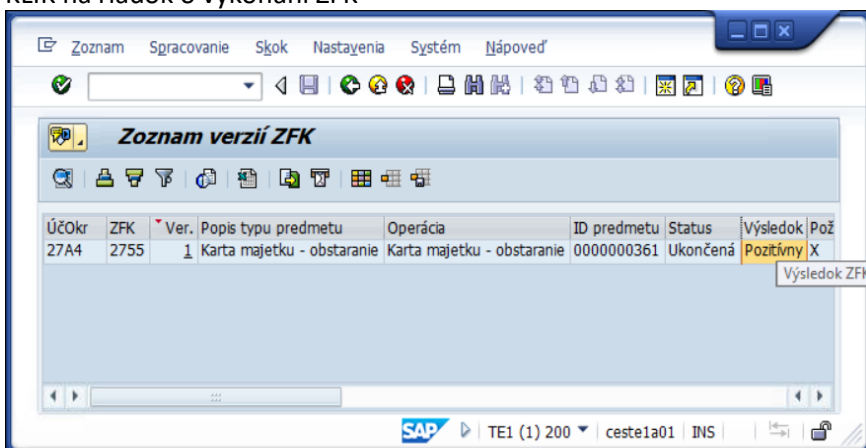 Zoznam Spracovanie Skok Nastavenia Systém Nápoveď
Zoznam verzií ZFK
ÚčOkr ZFK Ver. Popis typu predmetu Operácia ID predmetu Status Výsledok Pož
27A4 2755 1 Karta majetku - obstaranie Karta majetku - obstaranie 0000000361 Ukončená Pozitívny X
Výsledok ZFK
SAP TE1 (1) 200 ceste1a01 INS